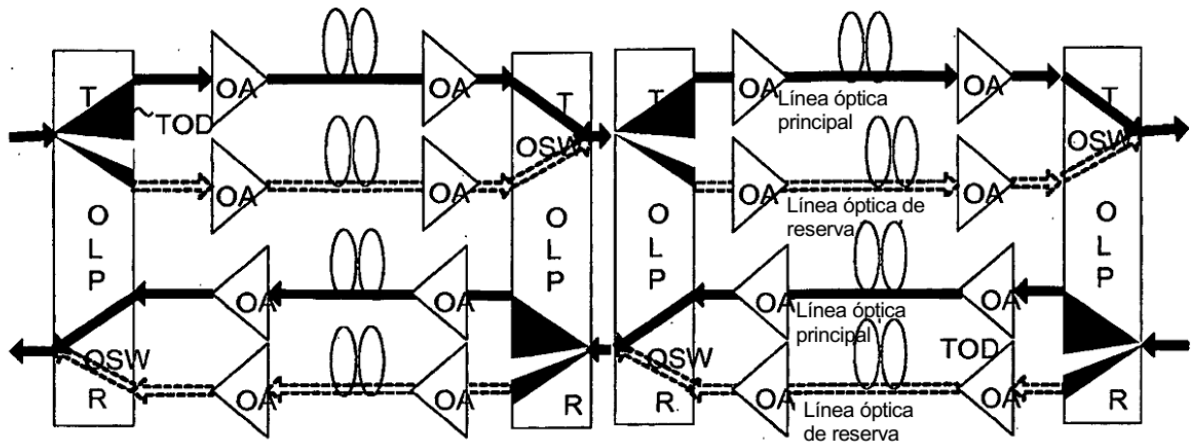 T OA OA T T OA OA T
TOD
Línea óptica
principal
OSW OSW
OA OA OA OA
Línea óptica de
reserva
O O O O
L L L L
P P P P
OA OA OA OA
Línea óptica
principal
OSW OSW TOD
R OA OA R R OA OA R
Línea óptica
de reserva